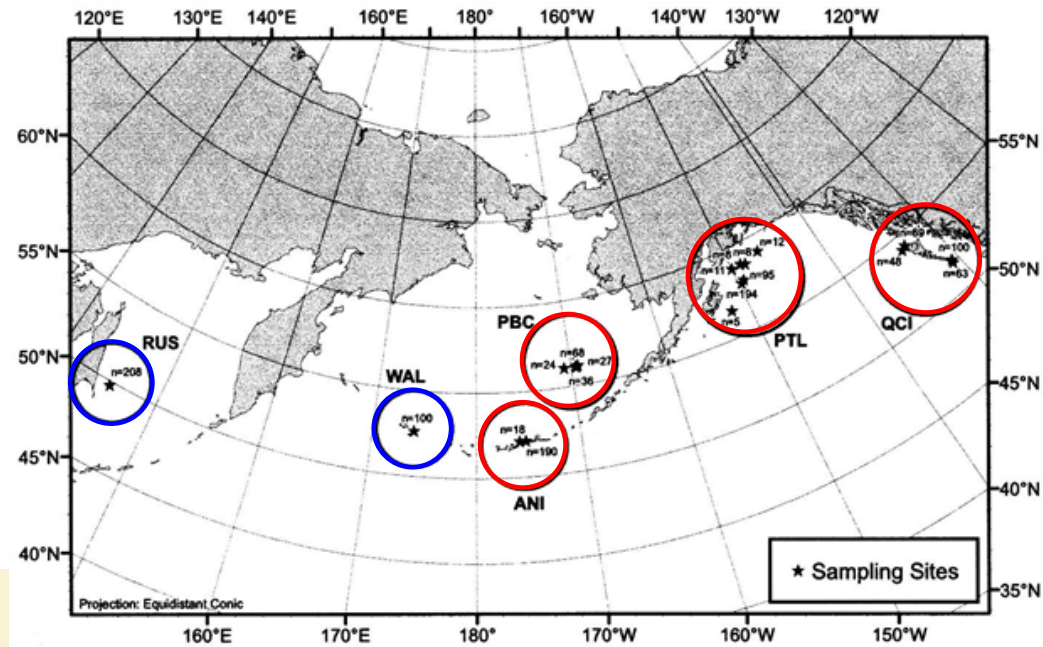 120°E 130°E 140°E 160°E 180° 160°W 140°W 130°W 120°W
60°N
55°N
50°N
45°N
40°N
55°N
50°N
45°N
40°N
35°N
RUS
n=208
WAL
n=100
PBC
n=68
n=24
n=27
n=36
n=18
n=190
ANI
n=12
n=8
n=8
n=11
n=95
n=194
n=5
PTL
n=100
n=48
n=63
QCI
★ Sampling Sites
Projection: Equidistant Conic
160°E 170°E 180° 170°W 160°W 150°W